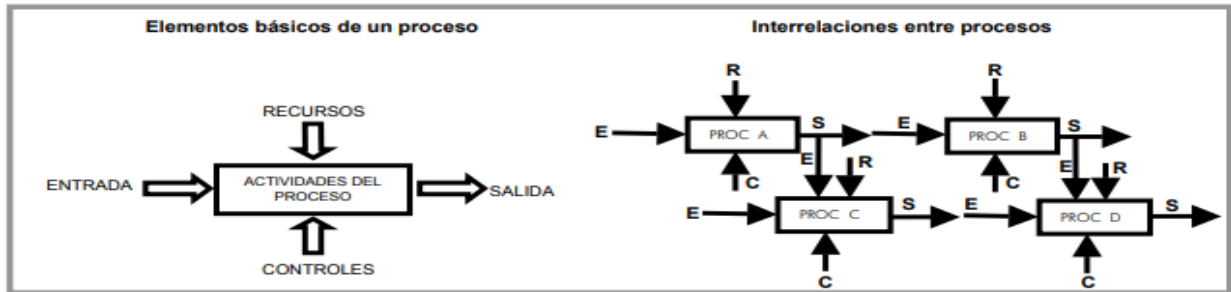 Elementos básicos de un proceso
RECURSOS
ENTRADA
ACTIVIDADES DEL
PROCESO
SALIDA
CONTROLES
Interrelaciones entre procesos
R
R
E
PROC A
S
E
PROC B
S
E
R
E
R
C
C
E
PROC C
S
E
PROC D
S
C
C